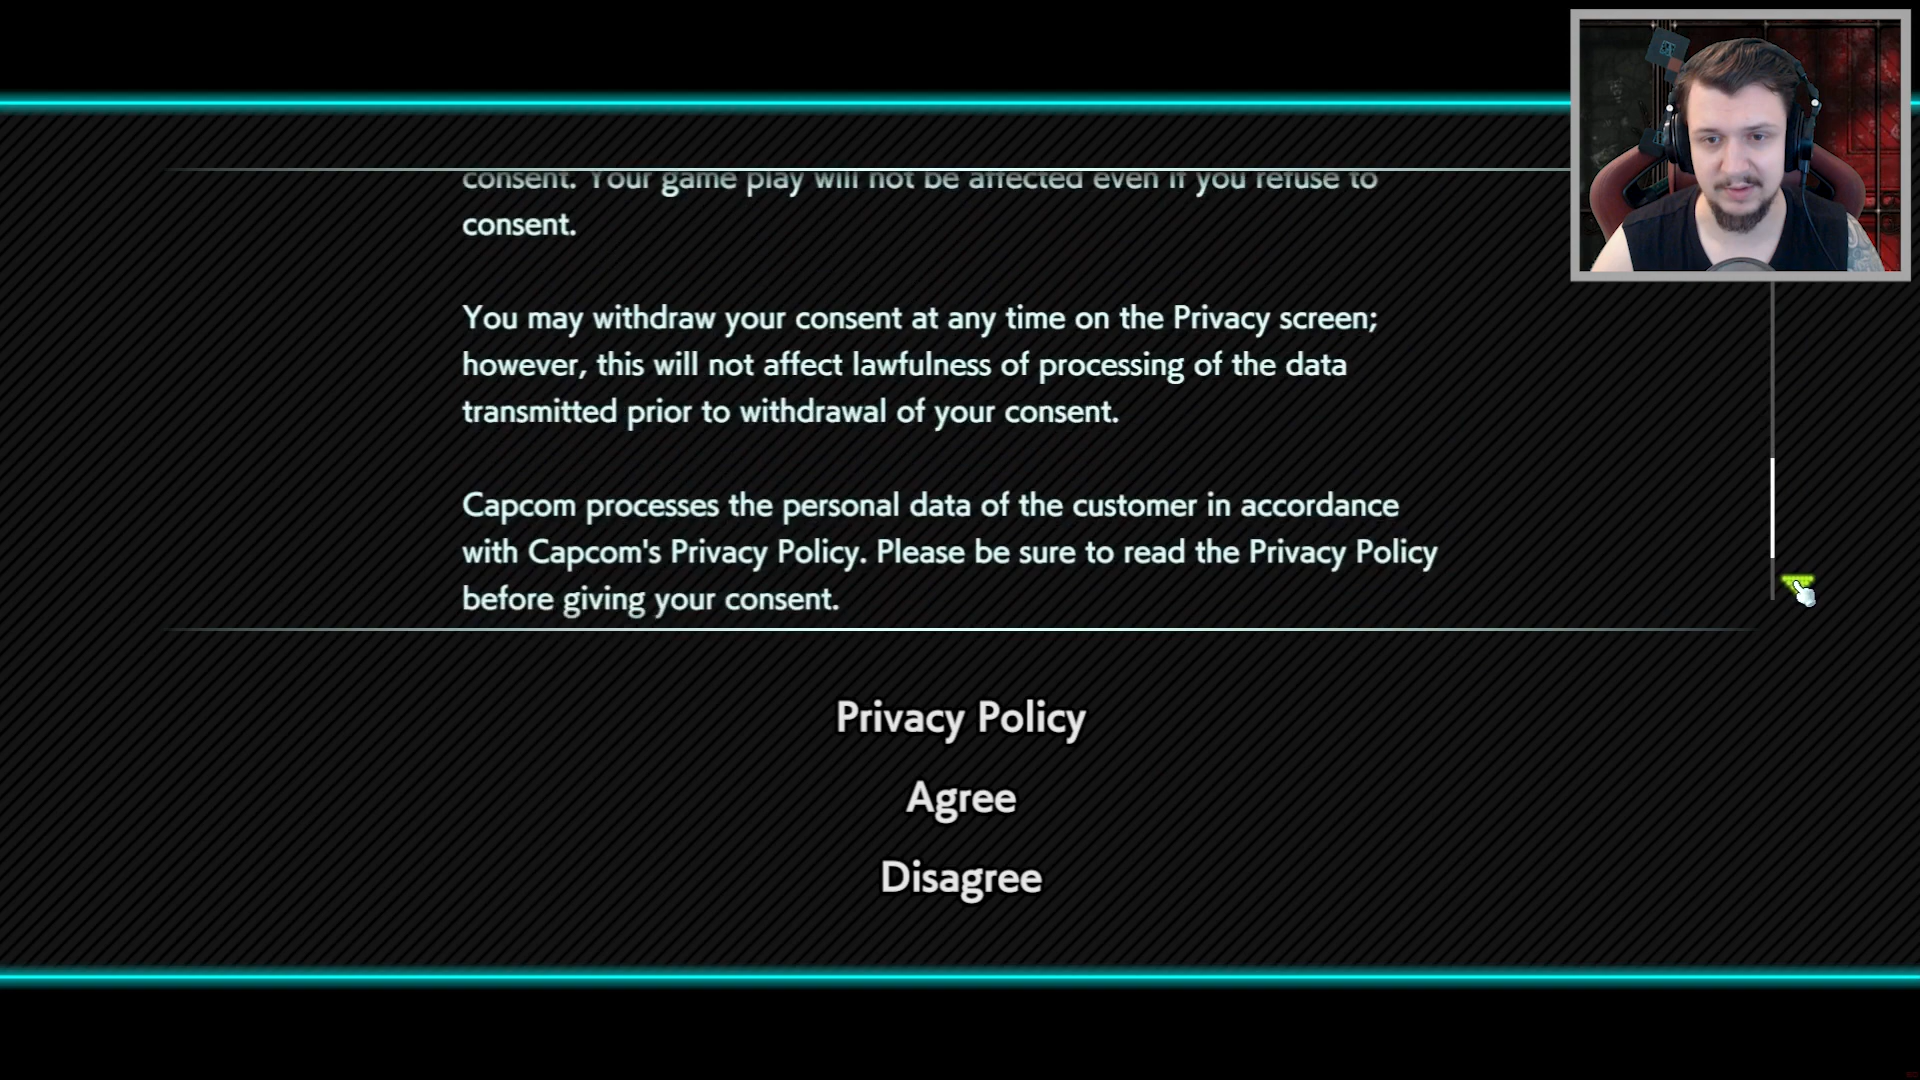 consent. Your game play will not be affected even if you refuse to
consent.
You may withdraw your consent at any time on the Privacy screen;
however, this will not affect lawfulness of processing of the data
transmitted prior to withdrawal of your consent.
Capcom processes the personal data of the customer in accordance
with Capcom's Privacy Policy. Please be sure to read the Privacy Policy
before giving your consent.
Privacy Policy
Agree
Disagree